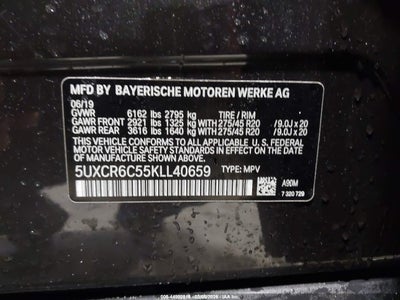 MFD BY BAYERISCHE MOTOREN WERKE AG
06/19
GVWR 6162 lbs 2795 kg TIRE / RIM
GAWR FRONT 2921 lbs 1325 kg 275/45 R20 / 9.0J x 20
GAWR REAR 3616 lbs 1640 kg 275/45 R20 / 9.0J x 20
THIS VEHICLE CONFORMS TO ALL APPLICABLE U. S. FEDERAL
MOTOR VEHICLE SAFETY STANDARDS IN EFFECT ON THE
DATE OF MANUFACTURE SHOWN ABOVE.
5UXCR6C55KLL40659 TYPE: MPV
A90M
7 320 729